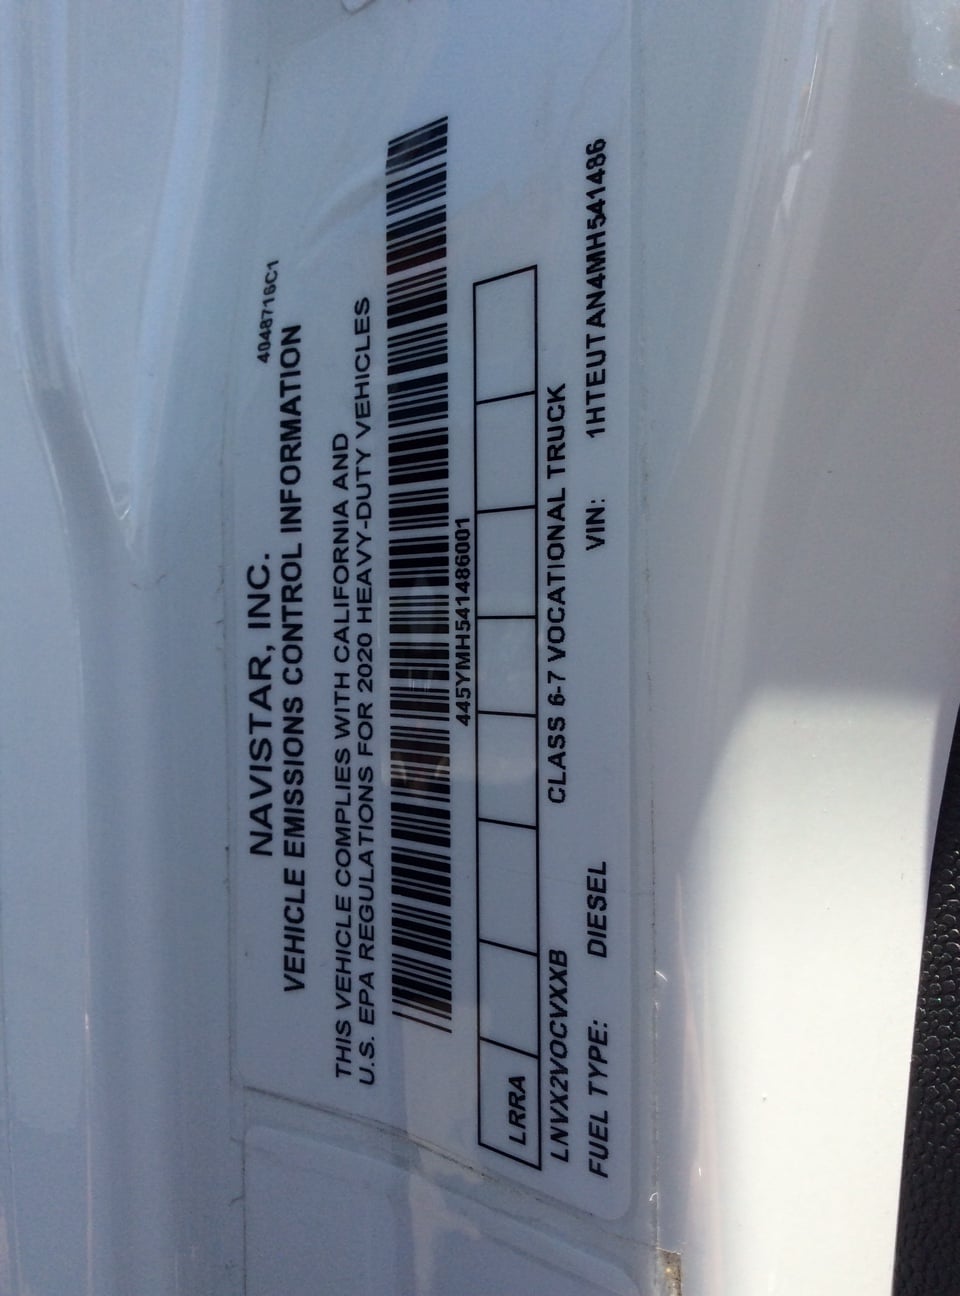 4048716C1
NAVISTAR, INC.
VEHICLE EMISSIONS CONTROL INFORMATION
THIS VEHICLE COMPLIES WITH CALIFORNIA AND
U.S. EPA REGULATIONS FOR 2020 HEAVY-DUTY VEHICLES
445YMH541486001
LRRA
LNVX2VOCVXXB CLASS 6-7 VOCATIONAL TRUCK
FUEL TYPE: DIESEL VIN: 1HTEUTAN4MH541486